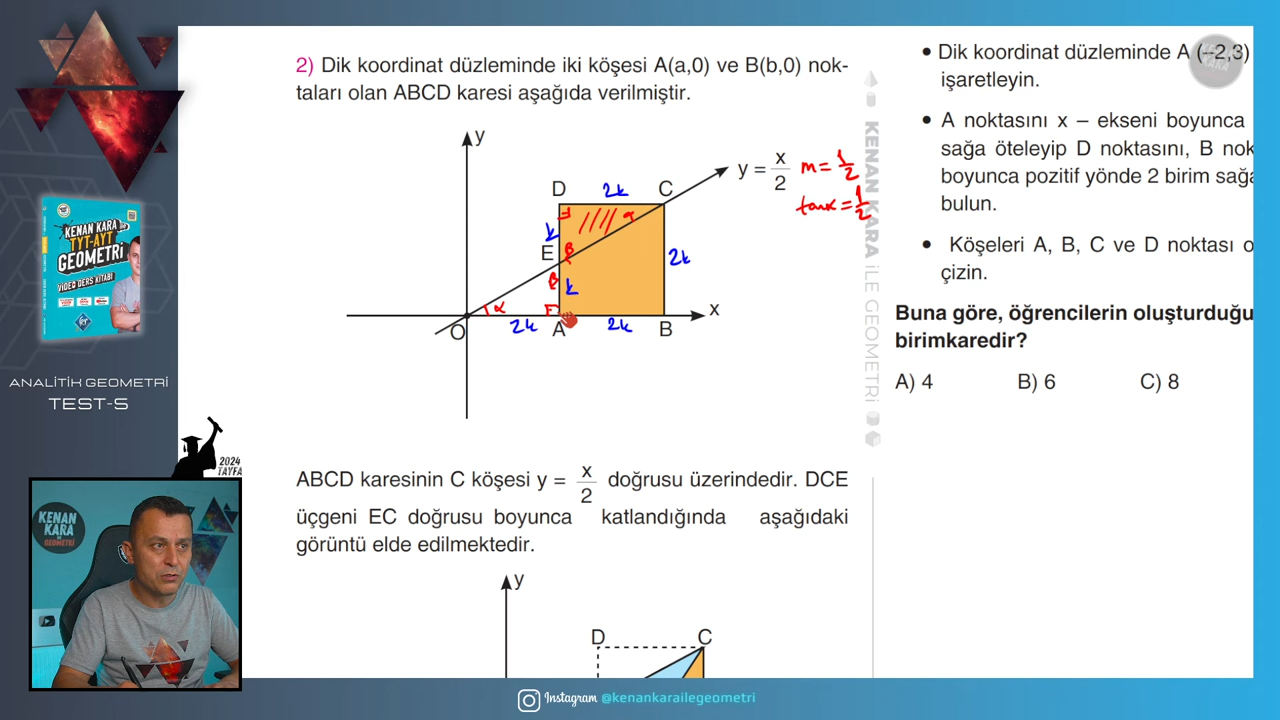 2) Dik koordinat düzleminde iki köşesi A(a,0) ve B(b,0) nok-
taları olan ABCD karesi aşağıda verilmiştir.
y
y = x/2
m = 1/2
tanα = 1/2
D
2k
C
α
k
E
β
β
k
2k
α
x
O
2k
A
2k
B
ABCD karesinin C köşesi y = x/2 doğrusu üzerindedir. DCE
üçgeni EC doğrusu boyunca katlandığında aşağıdaki
görüntü elde edilmektedir.
y
D
C
KENAN KARA İLE GEOMETRİ
• Dik koordinat düzleminde A (–2,3)
işaretleyin.
• A noktasını x – ekseni boyunca
sağa öteleyip D noktasını, B nok
boyunca pozitif yönde 2 birim sağa
bulun.
• Köşeleri A, B, C ve D noktası o
çizin.
Buna göre, öğrencilerin oluşturduğu
birimkaredir?
A) 4
B) 6
C) 8
KENAN KARA
TYT-AYT
GEOMETRİ
VİDEO DERS KİTABI
ANALİTİK GEOMETRİ
TEST-5
2024
TAYFA
KENAN
KARA
GEOMETRİ
Instagram @kenankarailegeometri